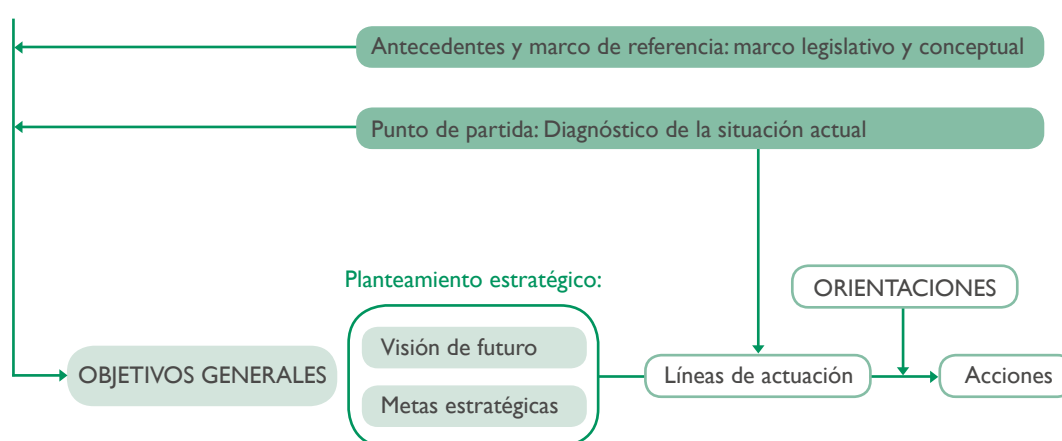 Antecedentes y marco de referencia: marco legislativo y conceptual
Punto de partida: Diagnóstico de la situación actual
Planteamiento estratégico:
ORIENTACIONES
Visión de futuro
OBJETIVOS GENERALES
Líneas de actuación
Acciones
Metas estratégicas